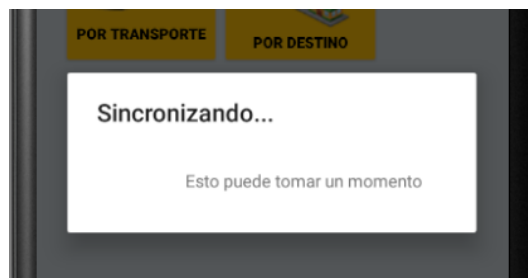 POR TRANSPORTE
POR DESTINO
Sincronizando...
Esto puede tomar un momento